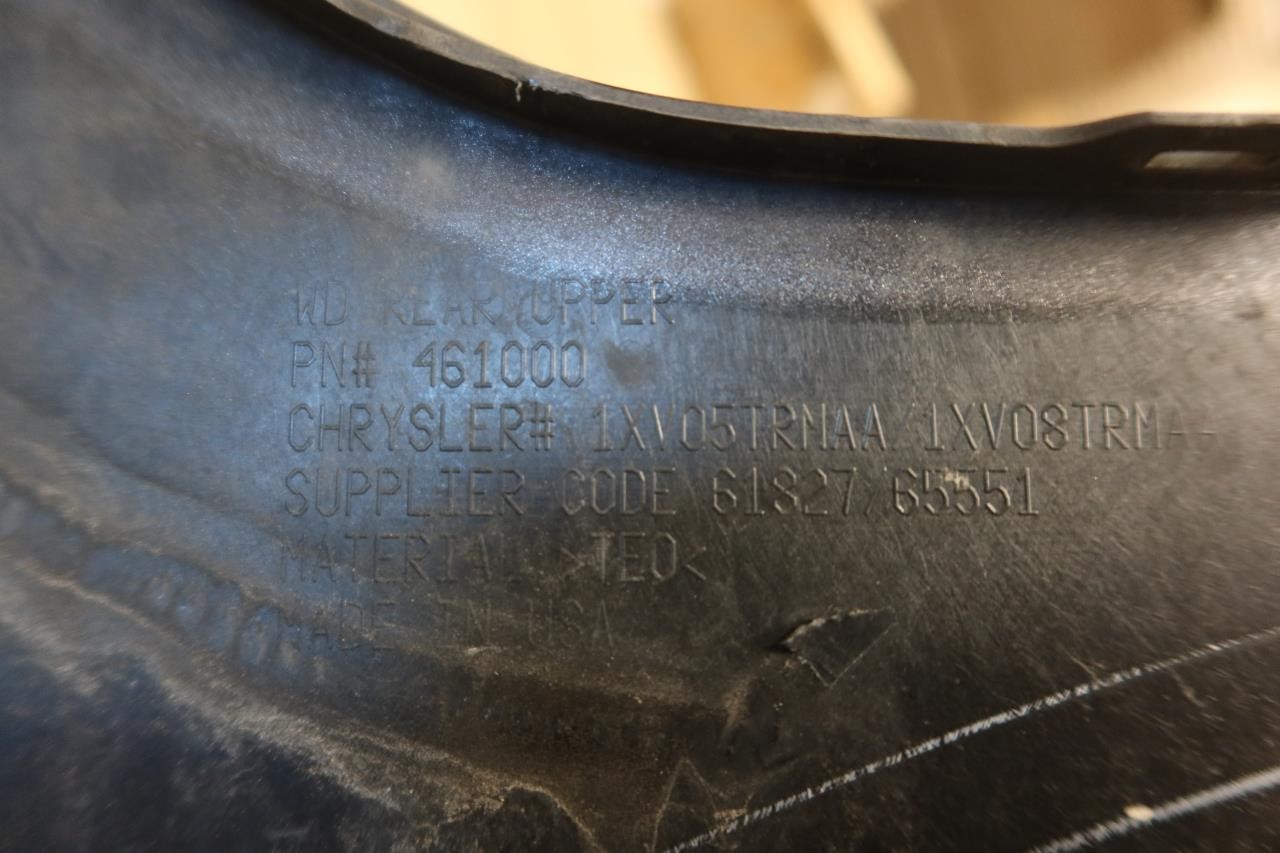 WD REAR UPPER
PN# 461000
CHRYSLER# 1XV05TRMAA/1XV08TRMA
SUPPLIER CODE 61827/65551
MATERIAL >TEO<
MADE IN USA